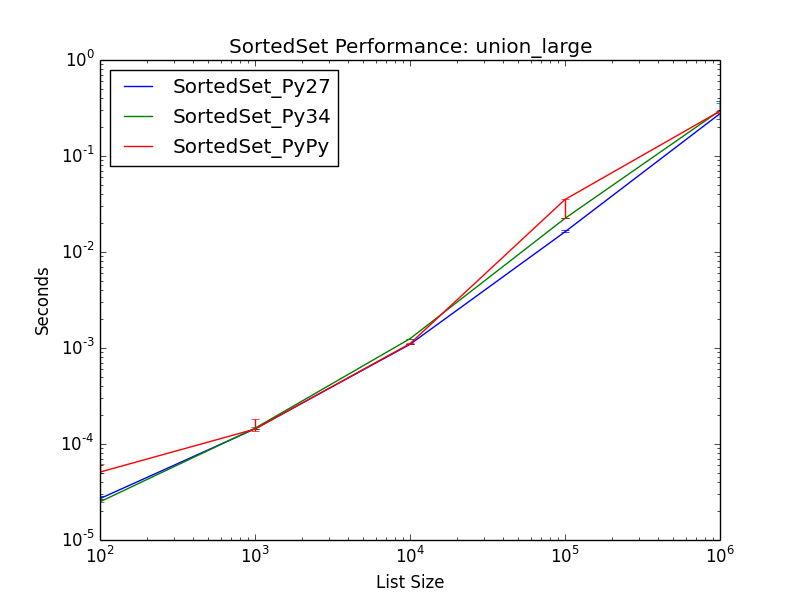 SortedSet Performance: union_large
SortedSet_Py27
SortedSet_Py34
SortedSet_PyPy
10^0
10^-1
10^-2
10^-3
10^-4
10^-5
Seconds
10^2 10^3 10^4 10^5 10^6
List Size